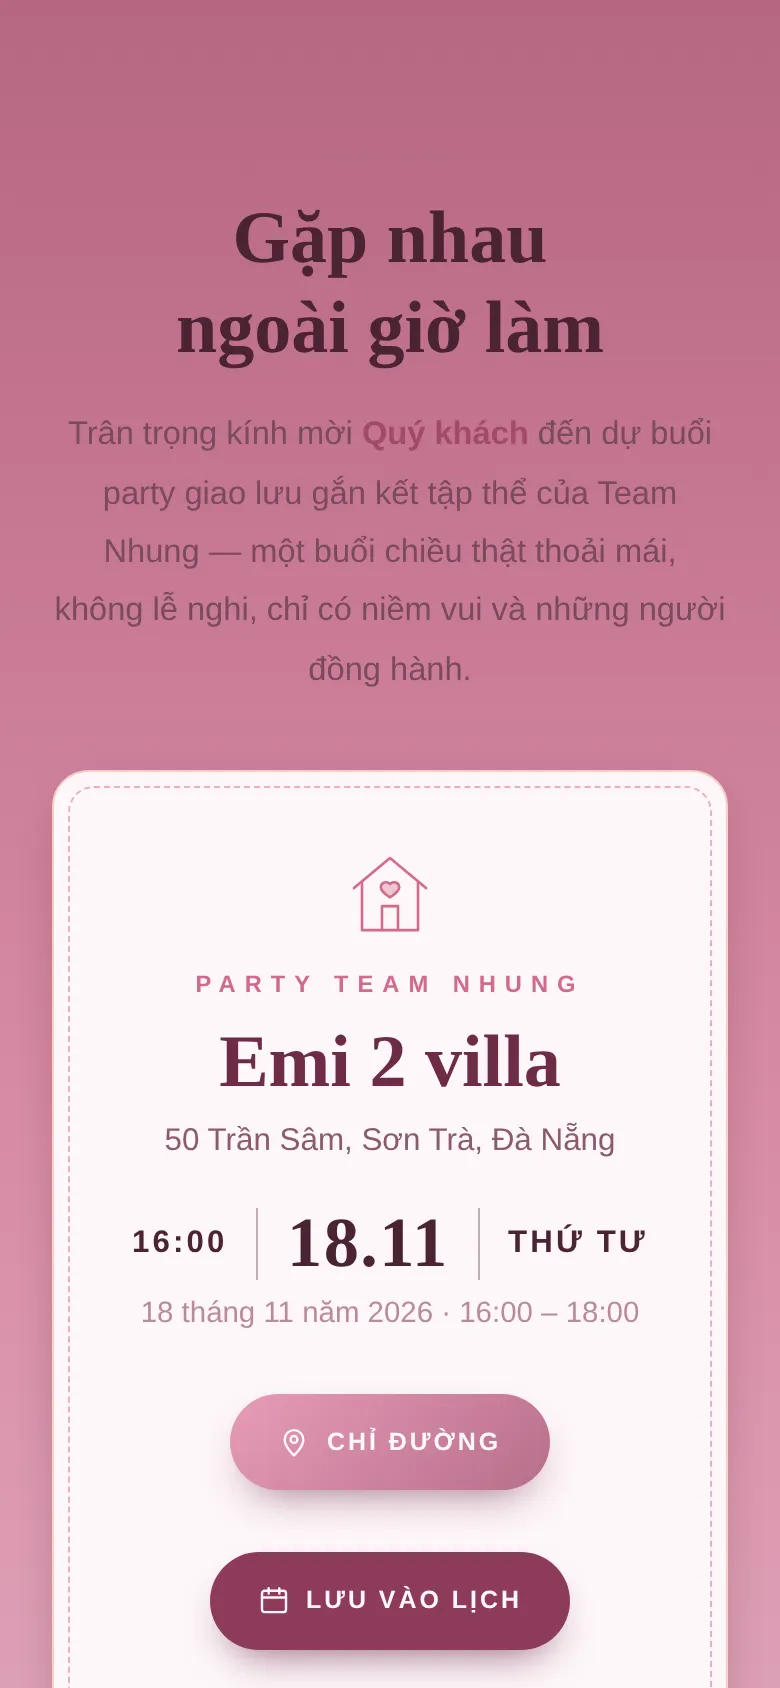 Gặp nhau
ngoài giờ làm
Trân trọng kính mời Quý khách đến dự buổi
party giao lưu gắn kết tập thể của Team
Nhung — một buổi chiều thật thoải mái,
không lễ nghi, chỉ có niềm vui và những người
đồng hành.
PARTY TEAM NHUNG
Emi 2 villa
50 Trần Sâm, Sơn Trà, Đà Nẵng
16:00 18.11 THỨ TƯ
18 tháng 11 năm 2026 · 16:00 – 18:00
CHỈ ĐƯỜNG
LƯU VÀO LỊCH